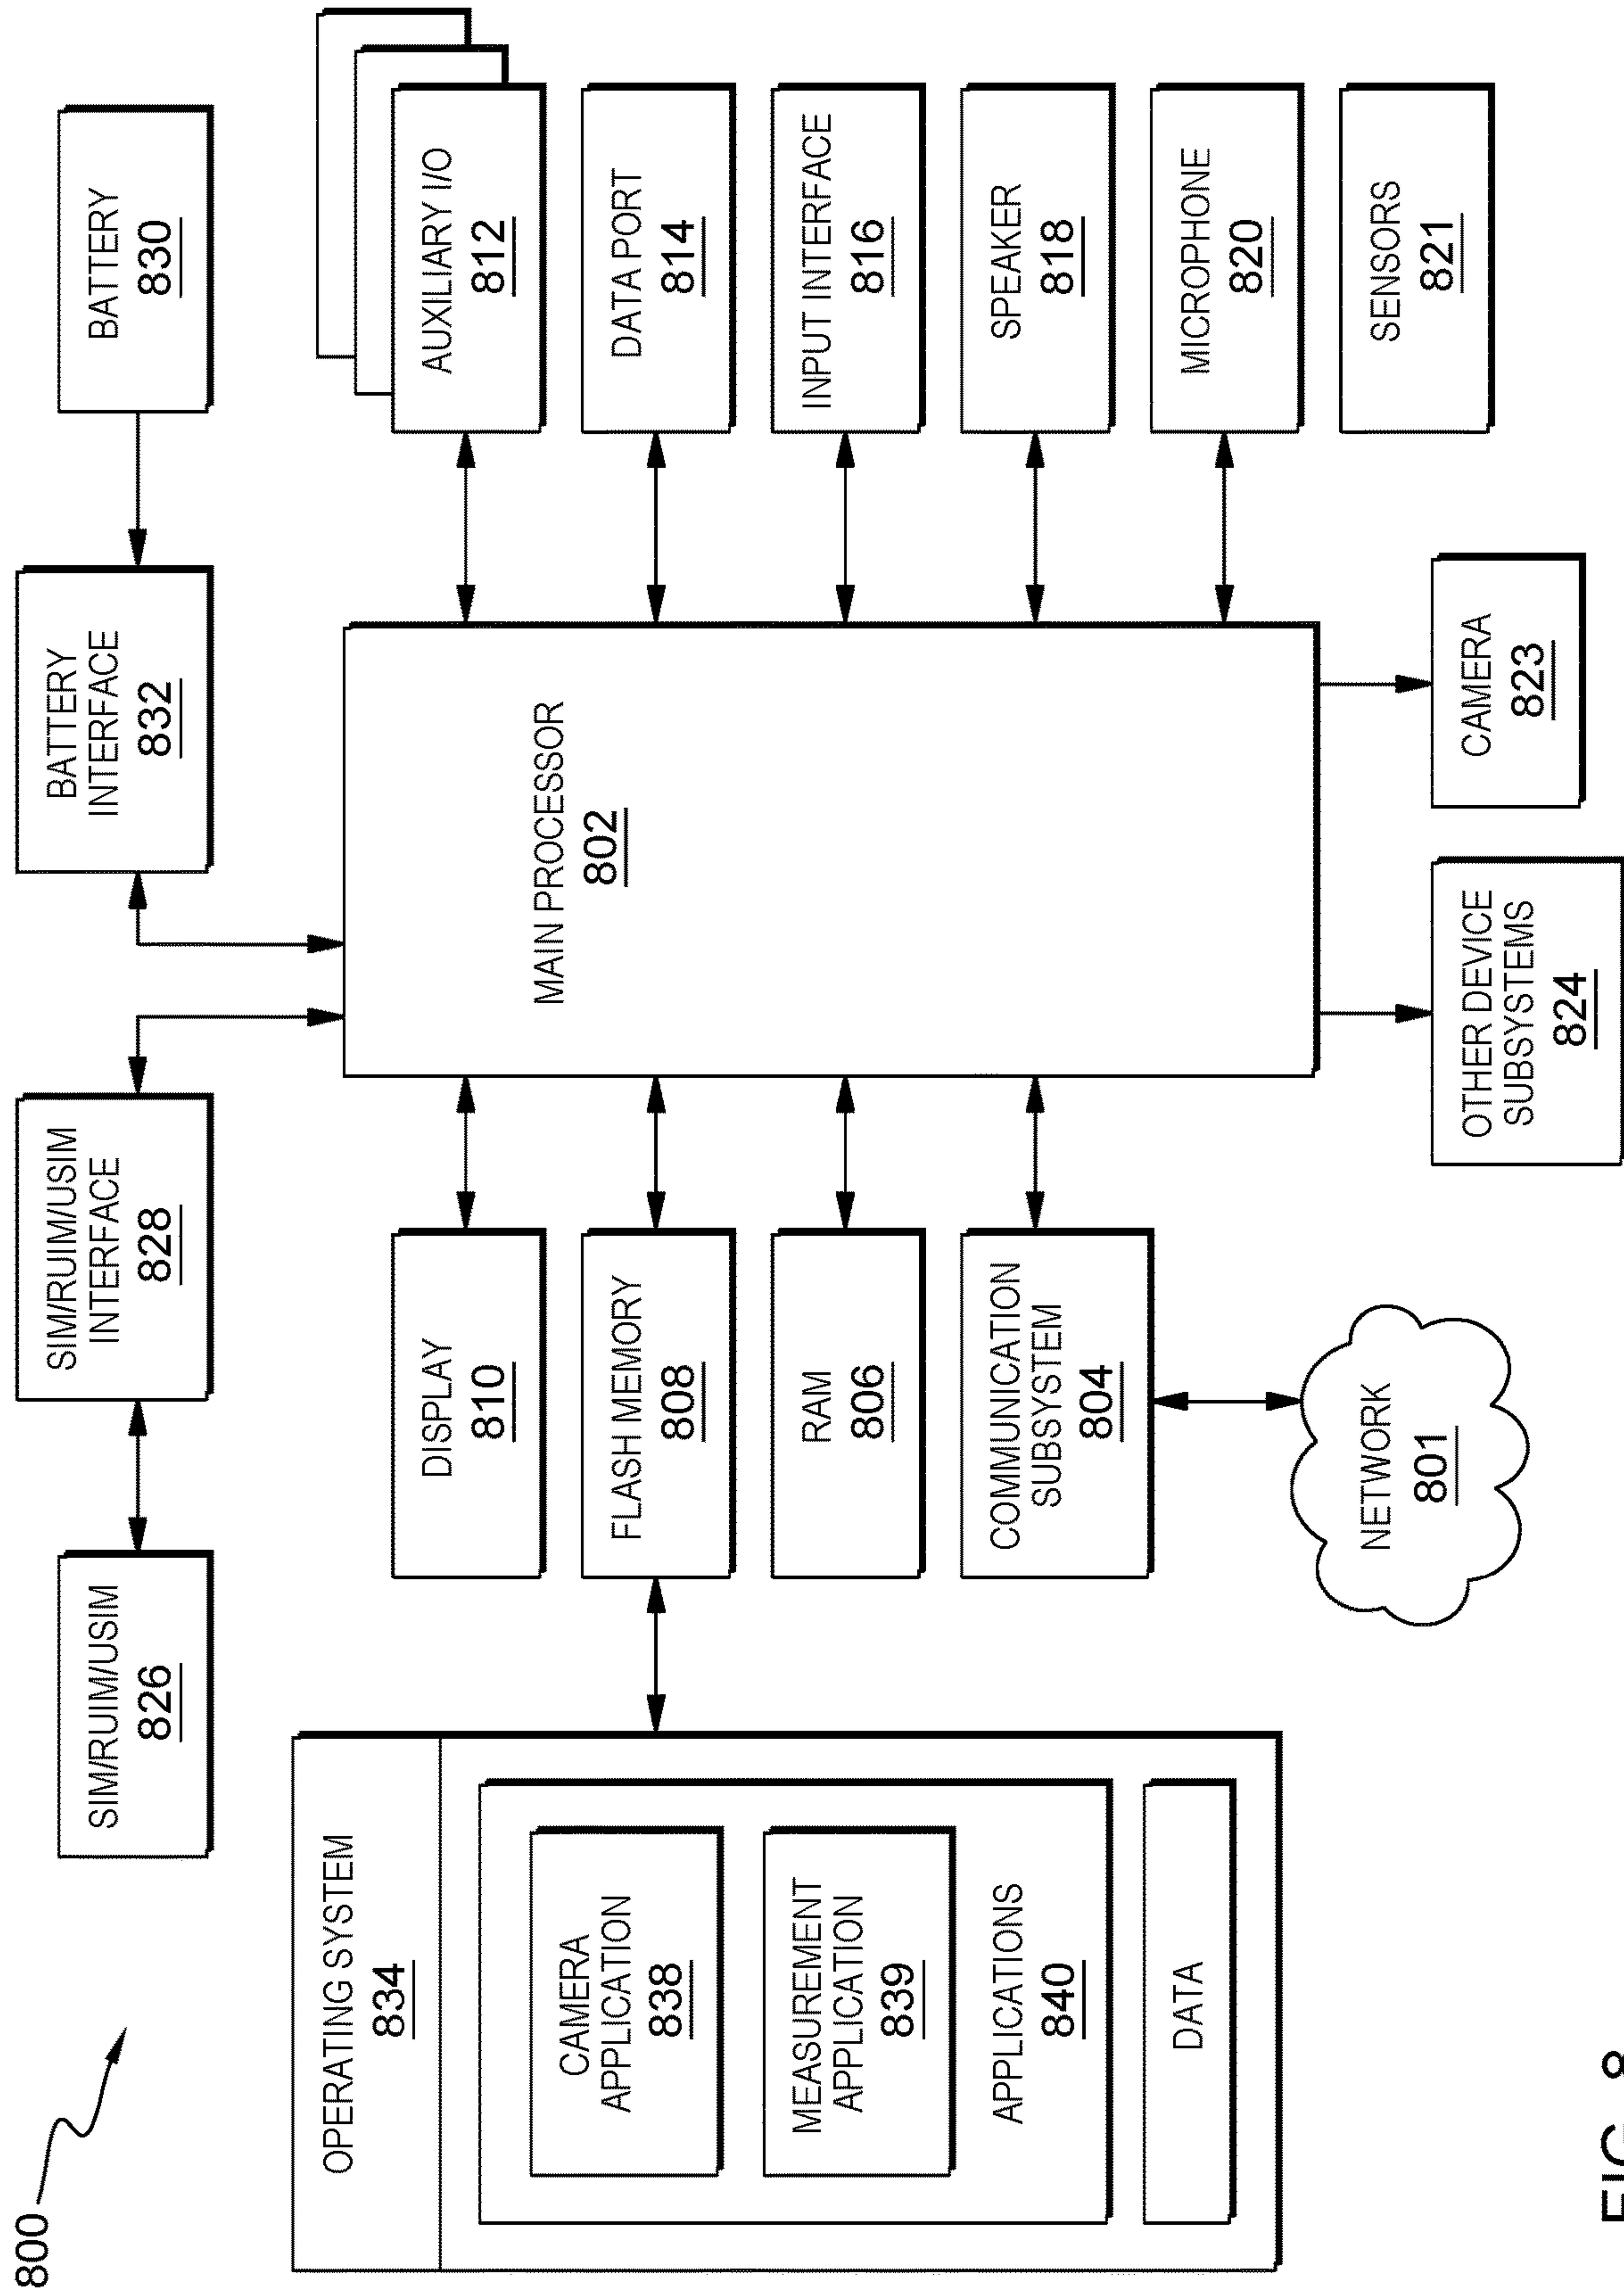 800
SIM/RUIM/USIM
826
SIM/RUIM/USIM
INTERFACE
828
BATTERY
INTERFACE
832
BATTERY
830
OPERATING SYSTEM
834
CAMERA
APPLICATION
838
MEASUREMENT
APPLICATION
839
APPLICATIONS
840
DATA
DISPLAY
810
FLASH MEMORY
808
RAM
806
COMMUNICATION
SUBSYSTEM
804
NETWORK
801
MAIN PROCESSOR
802
AUXILIARY I/O
812
DATA PORT
814
INPUT INTERFACE
816
SPEAKER
818
MICROPHONE
820
SENSORS
821
OTHER DEVICE
SUBSYSTEMS
824
CAMERA
823
FIG. 8